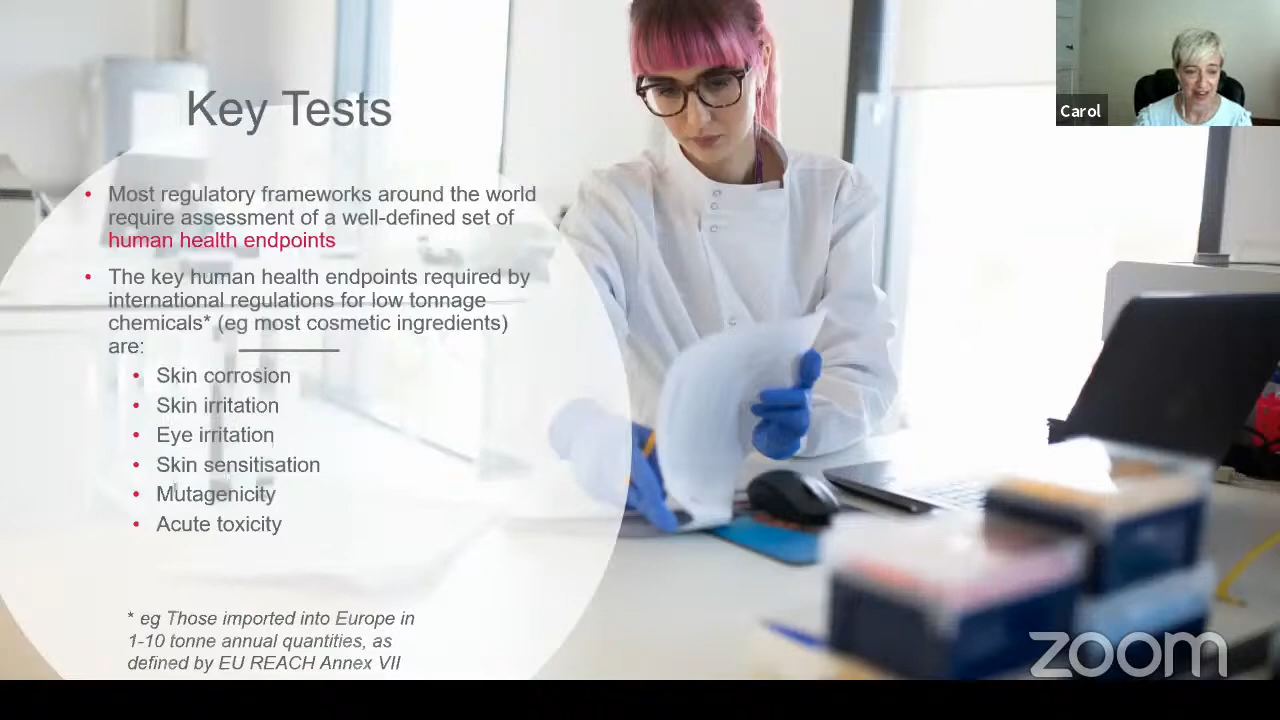 Key Tests
• Most regulatory frameworks around the world
require assessment of a well-defined set of
human health endpoints
• The key human health endpoints required by
international regulations for low tonnage
chemicals* (eg most cosmetic ingredients)
are:
• Skin corrosion
• Skin irritation
• Eye irritation
• Skin sensitisation
• Mutagenicity
• Acute toxicity
* eg Those imported into Europe in
1-10 tonne annual quantities, as
defined by EU REACH Annex VII
Carol
zoom